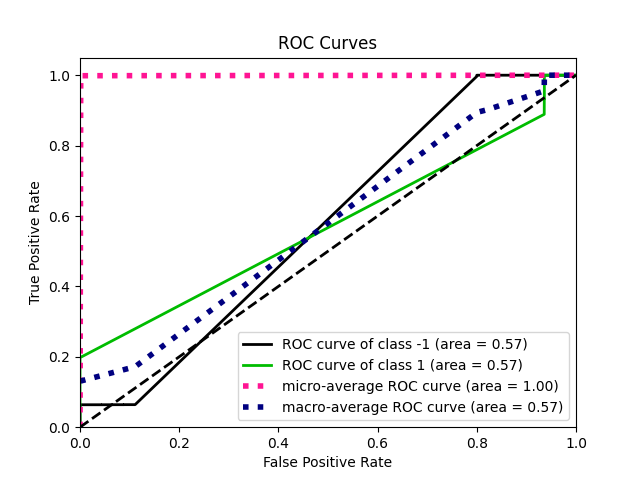 ROC Curves
True Positive Rate
1.0
0.8
0.6
0.4
0.2
0.0
ROC curve of class -1 (area = 0.57)
ROC curve of class 1 (area = 0.57)
micro-average ROC curve (area = 1.00)
macro-average ROC curve (area = 0.57)
0.0 0.2 0.4 0.6 0.8 1.0
False Positive Rate